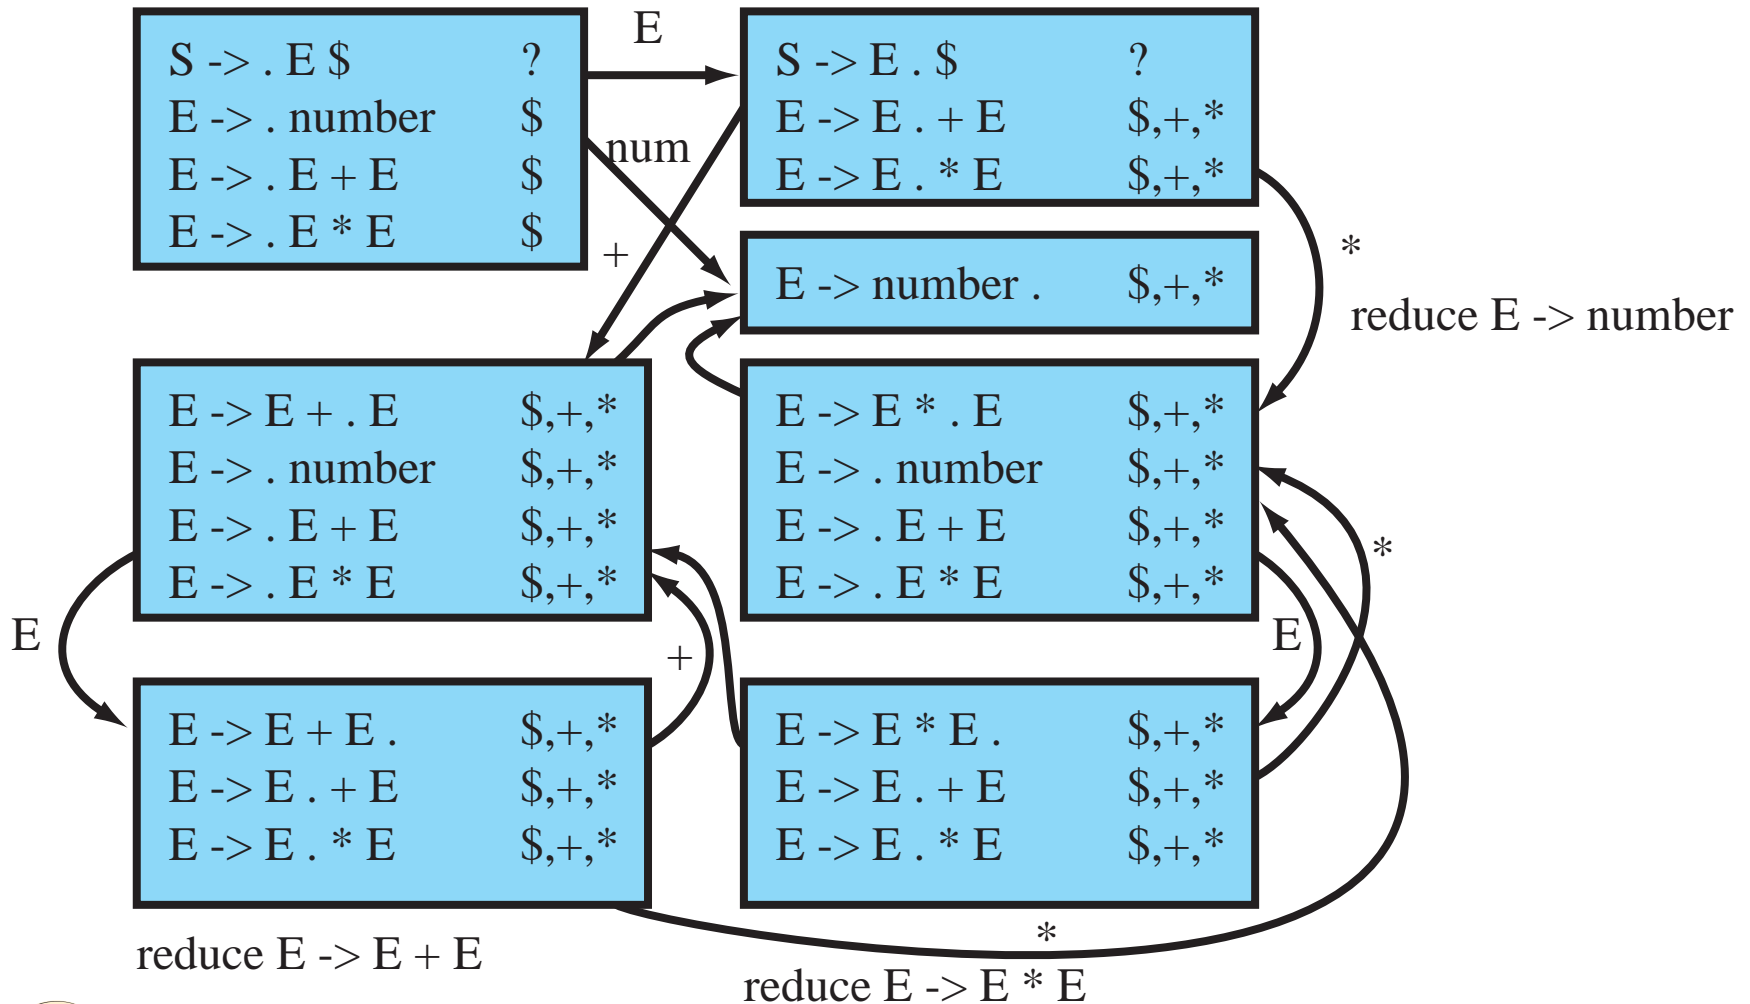 E
S -> . E $ ?
E -> . number $
E -> . E + E $
E -> . E * E $
S -> E . $ ?
E -> E . + E $,+,*
E -> E . * E $,+,*
num
+
*
E -> number . $,+,*
reduce E -> number
E -> E + . E $,+,*
E -> . number $,+,*
E -> . E + E $,+,*
E -> . E * E $,+,*
E -> E * . E $,+,*
E -> . number $,+,*
E -> . E + E $,+,*
E -> . E * E $,+,*
*
E
+
E
E -> E + E . $,+,*
E -> E . + E $,+,*
E -> E . * E $,+,*
E -> E * E . $,+,*
E -> E . + E $,+,*
E -> E . * E $,+,*
*
reduce E -> E + E
reduce E -> E * E